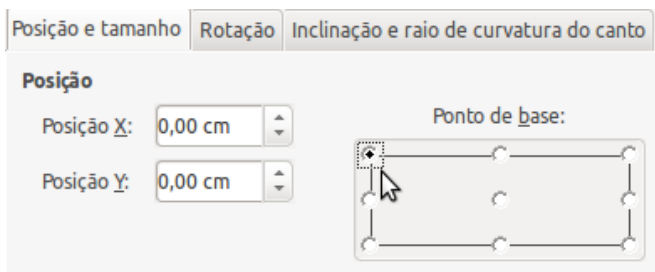 Posição e tamanho Rotação Inclinação e raio de curvatura do canto
Posição
Posição X: 0,00 cm
Posição Y: 0,00 cm
Ponto de base: